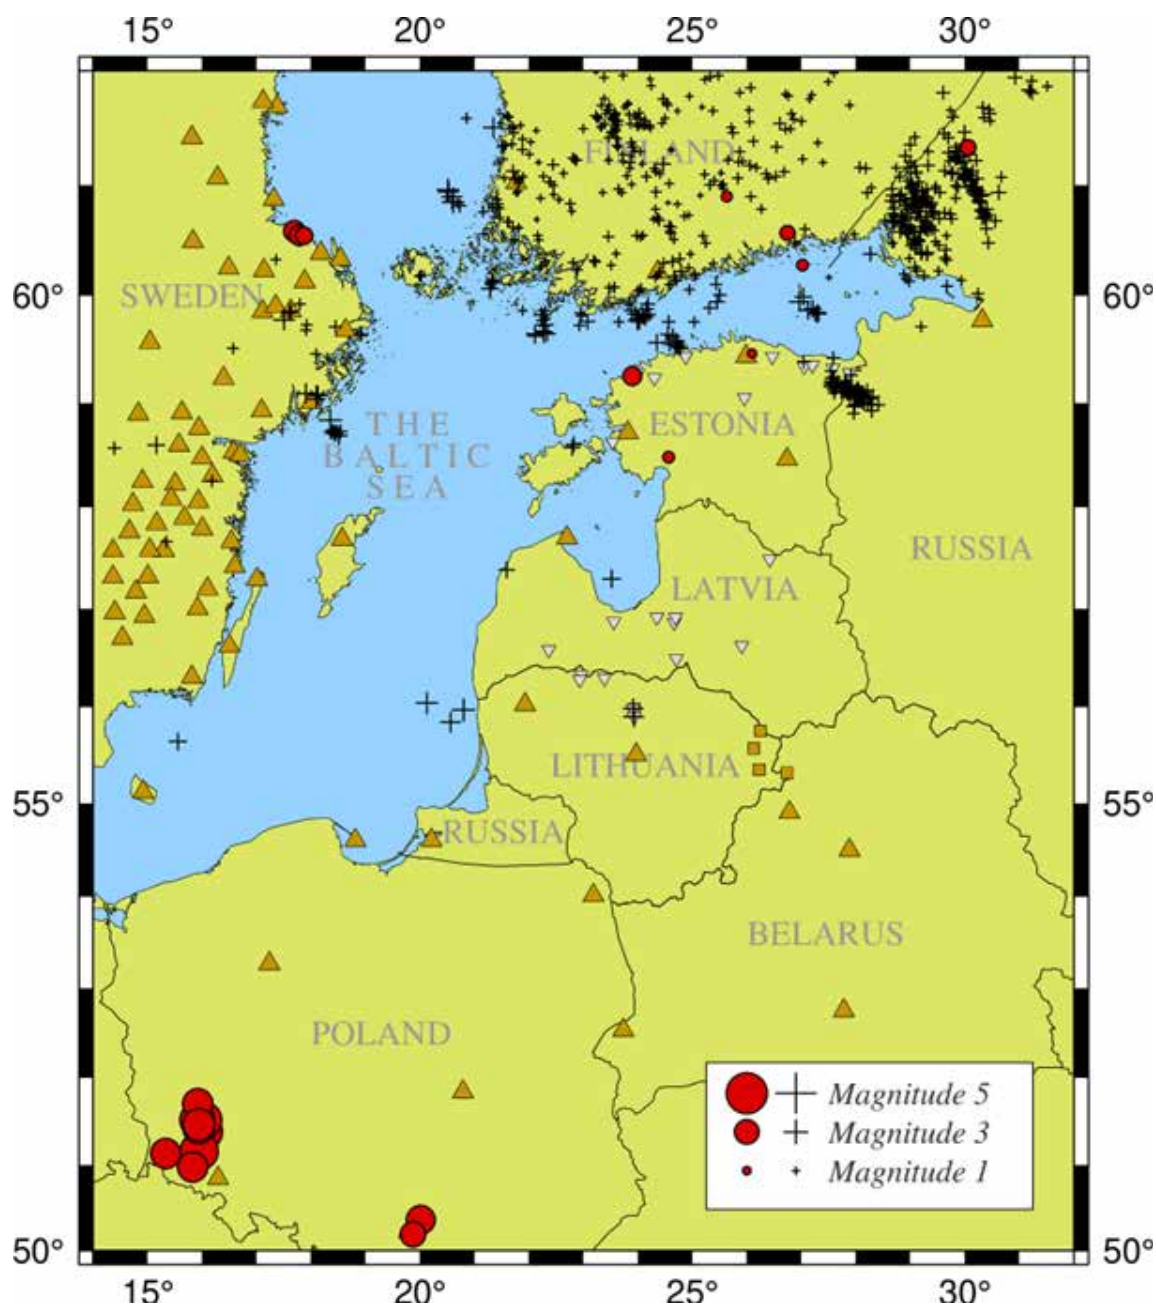 15° 20° 25° 30°
FINLAND
60° SWEDEN 60°
THE
BALTIC
SEA
ESTONIA
RUSSIA
LATVIA
LITHUANIA
55° 55°
RUSSIA
BELARUS
POLAND
Magnitude 5
Magnitude 3
Magnitude 1
50° 50°
15° 20° 25° 30°